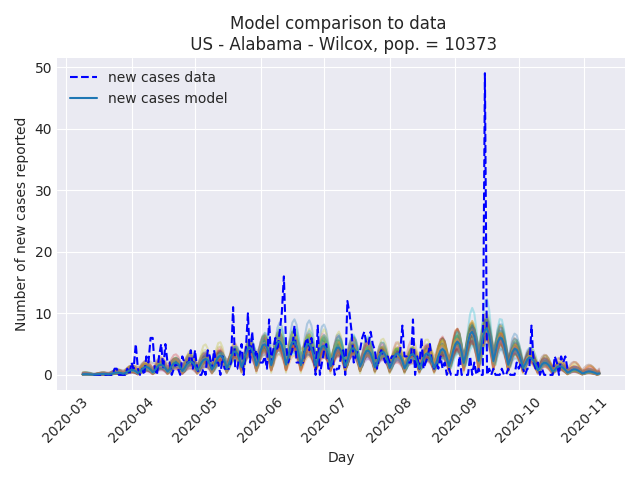 Model comparison to data
US - Alabama - Wilcox, pop. = 10373
new cases data
new cases model
Number of new cases reported
50
40
30
20
10
0
2020-03
2020-04
2020-05
2020-06
2020-07
2020-08
2020-09
2020-10
2020-11
Day